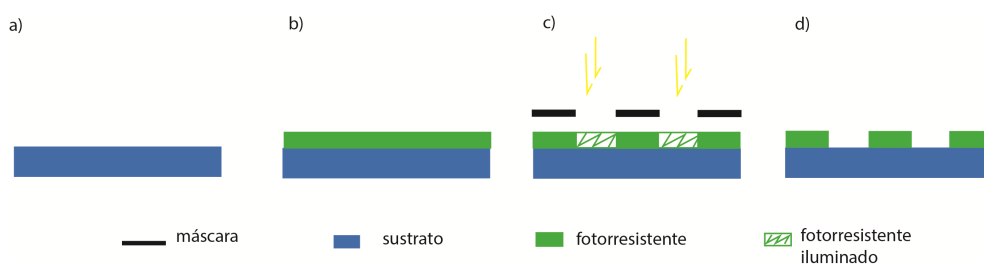 a)
b)
c)
d)
máscara
sustrato
fotorresistente
fotorresistente
iluminado